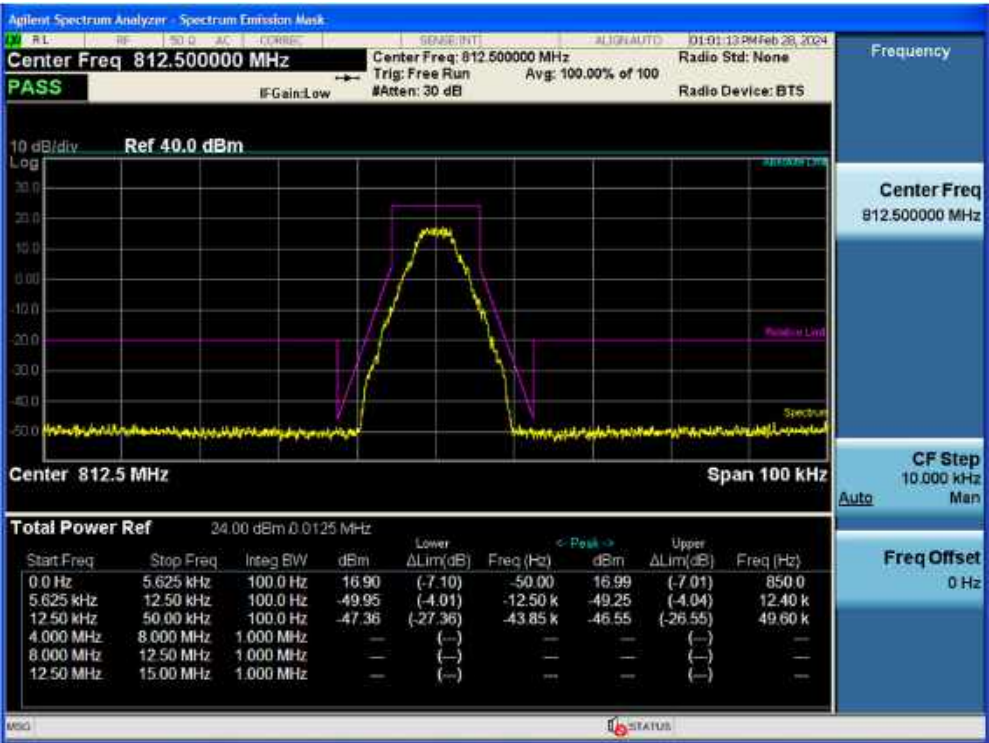 Agilent Spectrum Analyzer - Spectrum Emission Mask
RL RF 50 Ω AC CORREC SENSE:INT ALIGN AUTO 01:01:13 PM Feb 28, 2024
Center Freq 812.500000 MHz
Center Freq: 812.500000 MHz
Radio Std: None
Trig: Free Run
Avg: 100.00% of 100
PASS
IFGain:Low
#Atten: 30 dB
Radio Device: BTS
10 dB/div Ref 40.0 dBm
Log
Absolute Limit
30.0
20.0
10.0
0.00
-10.0
-20.0
Relative Limit
-30.0
-40.0
Spectrum
-50.0
Center 812.5 MHz Span 100 kHz
Total Power Ref 24.00 dBm / 0.0125 MHz
Lower <- Peak -> Upper
Start Freq Stop Freq Integ BW dBm ΔLim(dB) Freq (Hz) dBm ΔLim(dB) Freq (Hz)
0.0 Hz 5.625 kHz 100.0 Hz 16.90 (-7.10) -50.00 16.99 (-7.01) 850.0
5.625 kHz 12.50 kHz 100.0 Hz -49.95 (-4.01) -12.50 k -49.25 (-4.04) 12.40 k
12.50 kHz 50.00 kHz 100.0 Hz -47.36 (-27.36) -43.85 k -46.55 (-26.55) 49.60 k
4.000 MHz 8.000 MHz 1.000 MHz --- (---) --- --- (---) ---
8.000 MHz 12.50 MHz 1.000 MHz --- (---) --- --- (---) ---
12.50 MHz 15.00 MHz 1.000 MHz --- (---) --- --- (---) ---
MSG STATUS
Frequency
Center Freq
812.500000 MHz
CF Step
10.000 kHz
Auto Man
Freq Offset
0 Hz